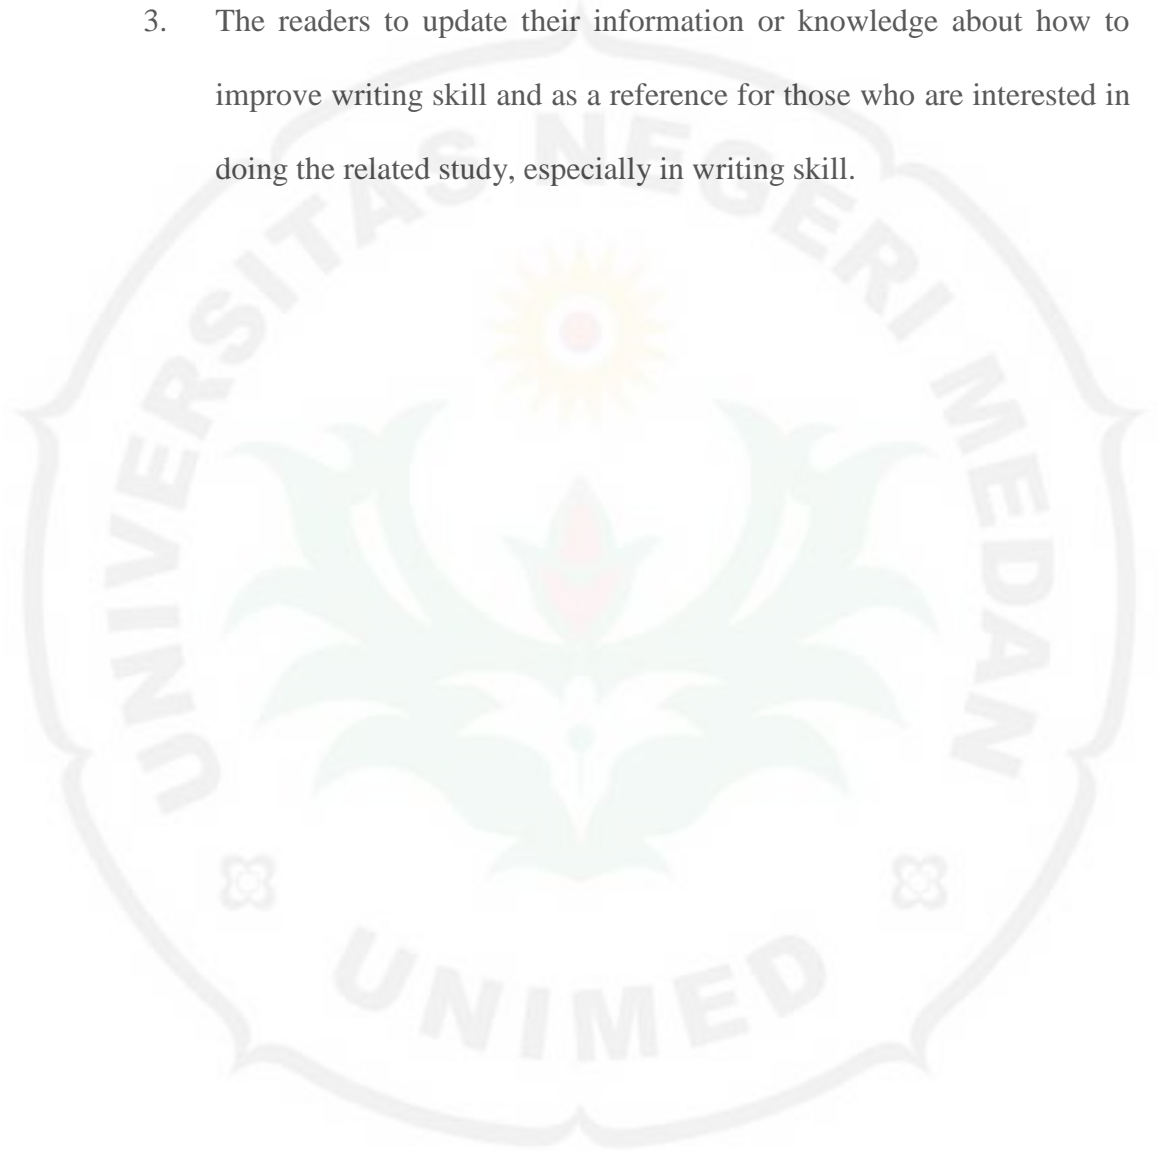 3. The readers to update their information or knowledge about how to
improve writing skill and as a reference for those who are interested in
doing the related study, especially in writing skill.
UNIVERSITAS NEGERI MEDAN
UNIMED